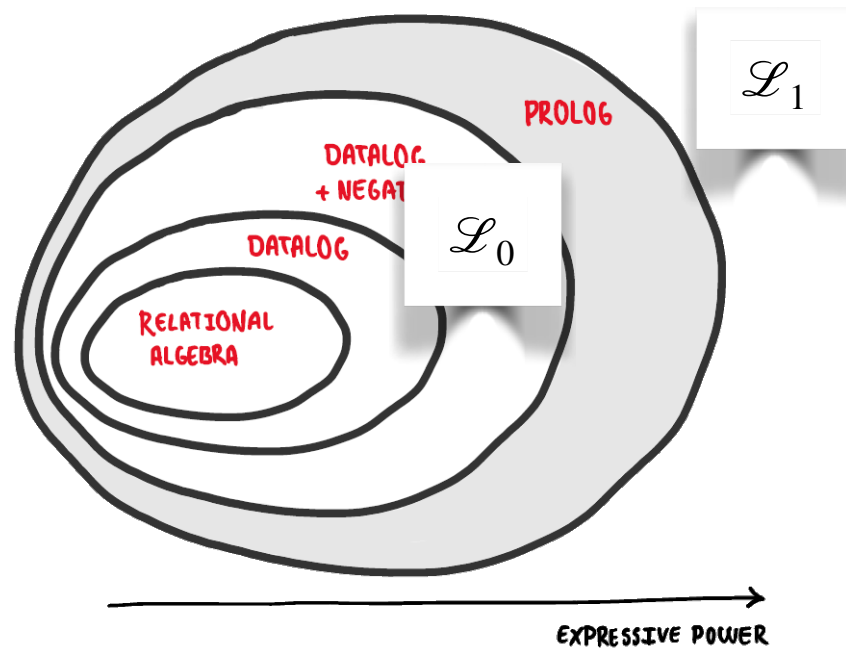 ℒ1
PROLOG
DATALOG
+ NEGAT
ℒ0
DATALOG
RELATIONAL
ALGEBRA
EXPRESSIVE POWER